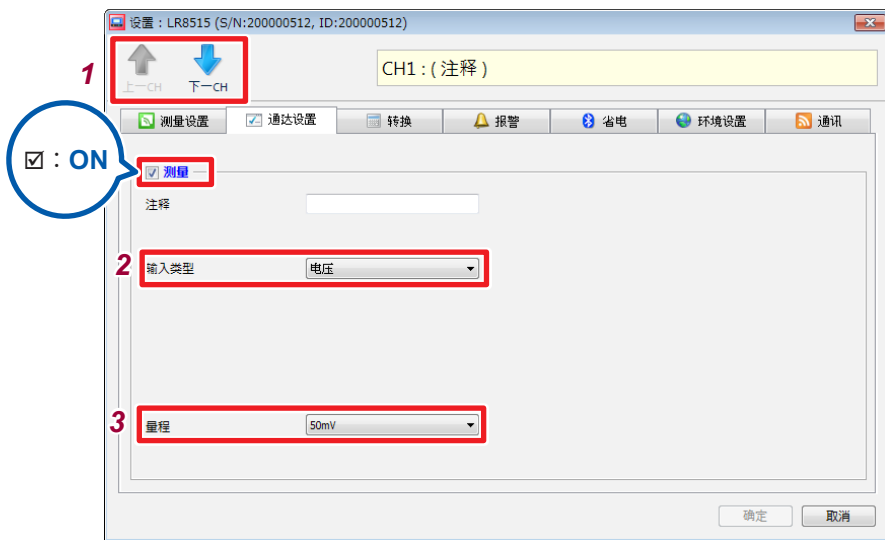 设置：LR8515 (S/N:200000512, ID:200000512)
1
上一CH
下一CH
CH1 : ( 注释 )
测量设置
通达设置
转换
报警
省电
环境设置
通讯
☑：ON
测量
注释
2
输入类型
电压
3
量程
50mV
确定
取消